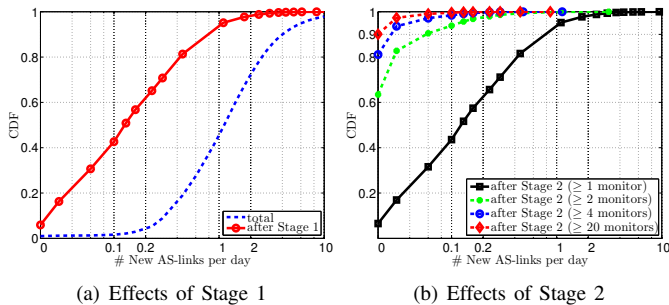 1
0.8
0.6
0.4
0.2
0
CDF
0 0.1 0.2 1 2 10
# New AS-links per day
total
after Stage 1
(a) Effects of Stage 1
1
0.8
0.6
0.4
0.2
0
CDF
0 0.1 0.2 1 2 10
# New AS-links per day
after Stage 2 (≥ 1 monitor)
after Stage 2 (≥ 2 monitors)
after Stage 2 (≥ 4 monitors)
after Stage 2 (≥ 20 monitors)
(b) Effects of Stage 2